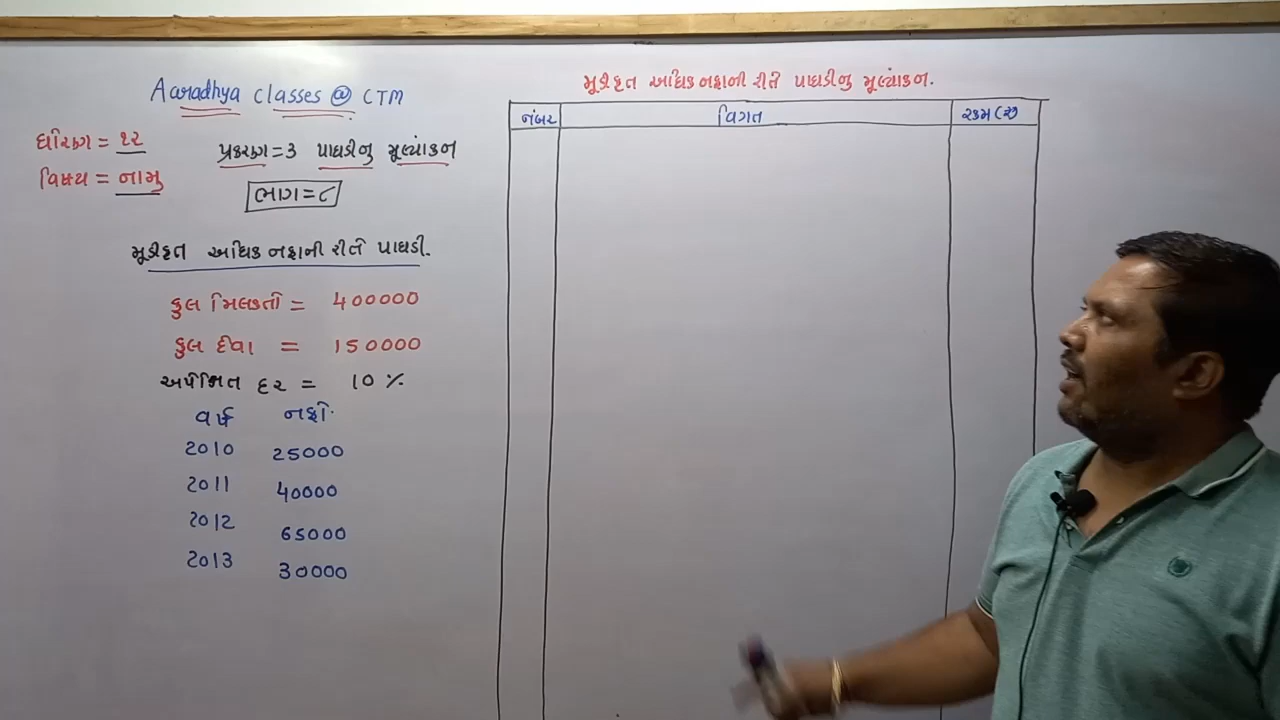 Aaradhya classes @ CTM
ધોરણ = ૧૨
વિષય = નામુ
પ્રકરણ = ૩ પાઘડીનુ મૂલ્યાંકન
ભાગ = ૮
મૂડીકૃત અધિક નફાની રીતે પાઘડી.
કુલ મિલકતો = 400000
કુલ દેવા = 150000
અપેક્ષિત દર = 10 %
વર્ષ નફો.
2010 25000
2011 40000
2012 65000
2013 30000
મૂડીકૃત અધિક નફાની રીતે પાઘડીનુ મૂલ્યાંકન.
નંબર વિગત રકમ (₹)